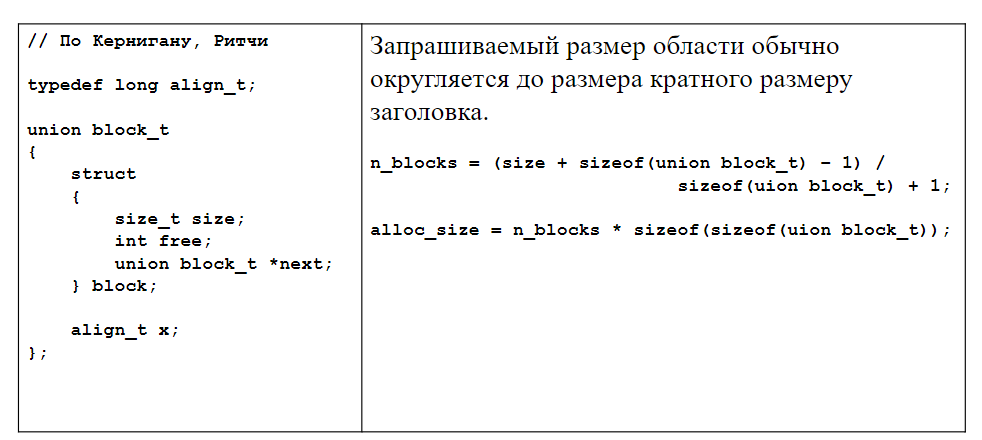 // По Кернигану, Ритчи
typedef long align_t;
union block_t
{
    struct
    {
        size_t size;
        int free;
        union block_t *next;
    } block;
    align_t x;
};
Запрашиваемый размер области обычно
округляется до размера кратного размеру
заголовка.
n_blocks = (size + sizeof(union block_t) – 1) /
sizeof(uion block_t) + 1;
alloc_size = n_blocks * sizeof(sizeof(uion block_t));